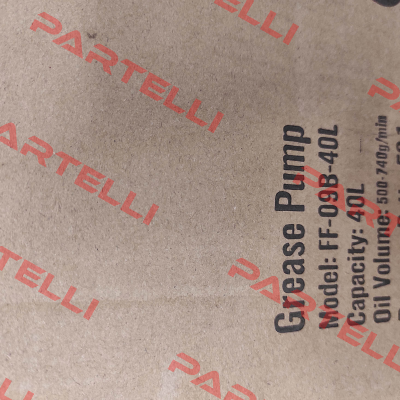 Grease Pump
Model: FF-09B-40L
Capacity: 40L
Oil Volume: 500-740g/min
PARTELLI
PARTELLI
PARTELLI
PARTELLI
PARTELLI
PARTELLI
PARTELLI